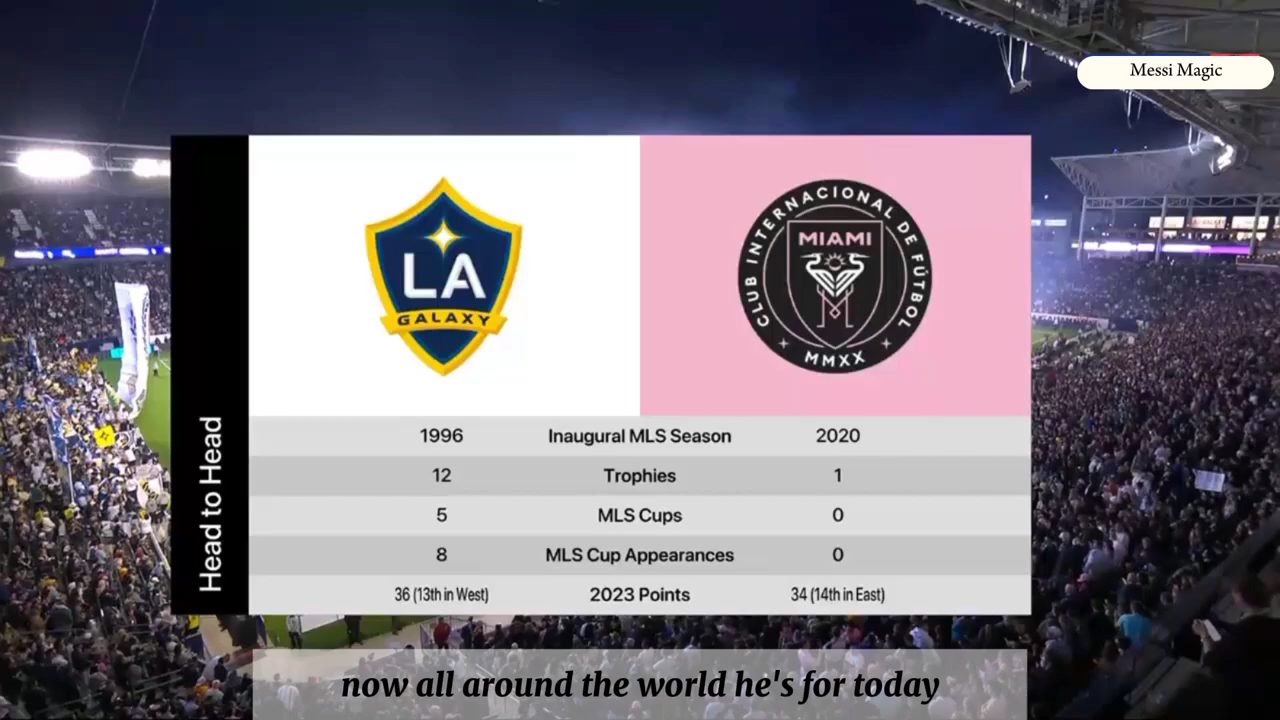 Messi Magic
LA
GALAXY
CLUB INTERNACIONAL DE FÚTBOL
MIAMI
MMXX
Head to Head
1996 Inaugural MLS Season 2020
12 Trophies 1
5 MLS Cups 0
8 MLS Cup Appearances 0
36 (13th in West) 2023 Points 34 (14th in East)
now all around the world he's for today